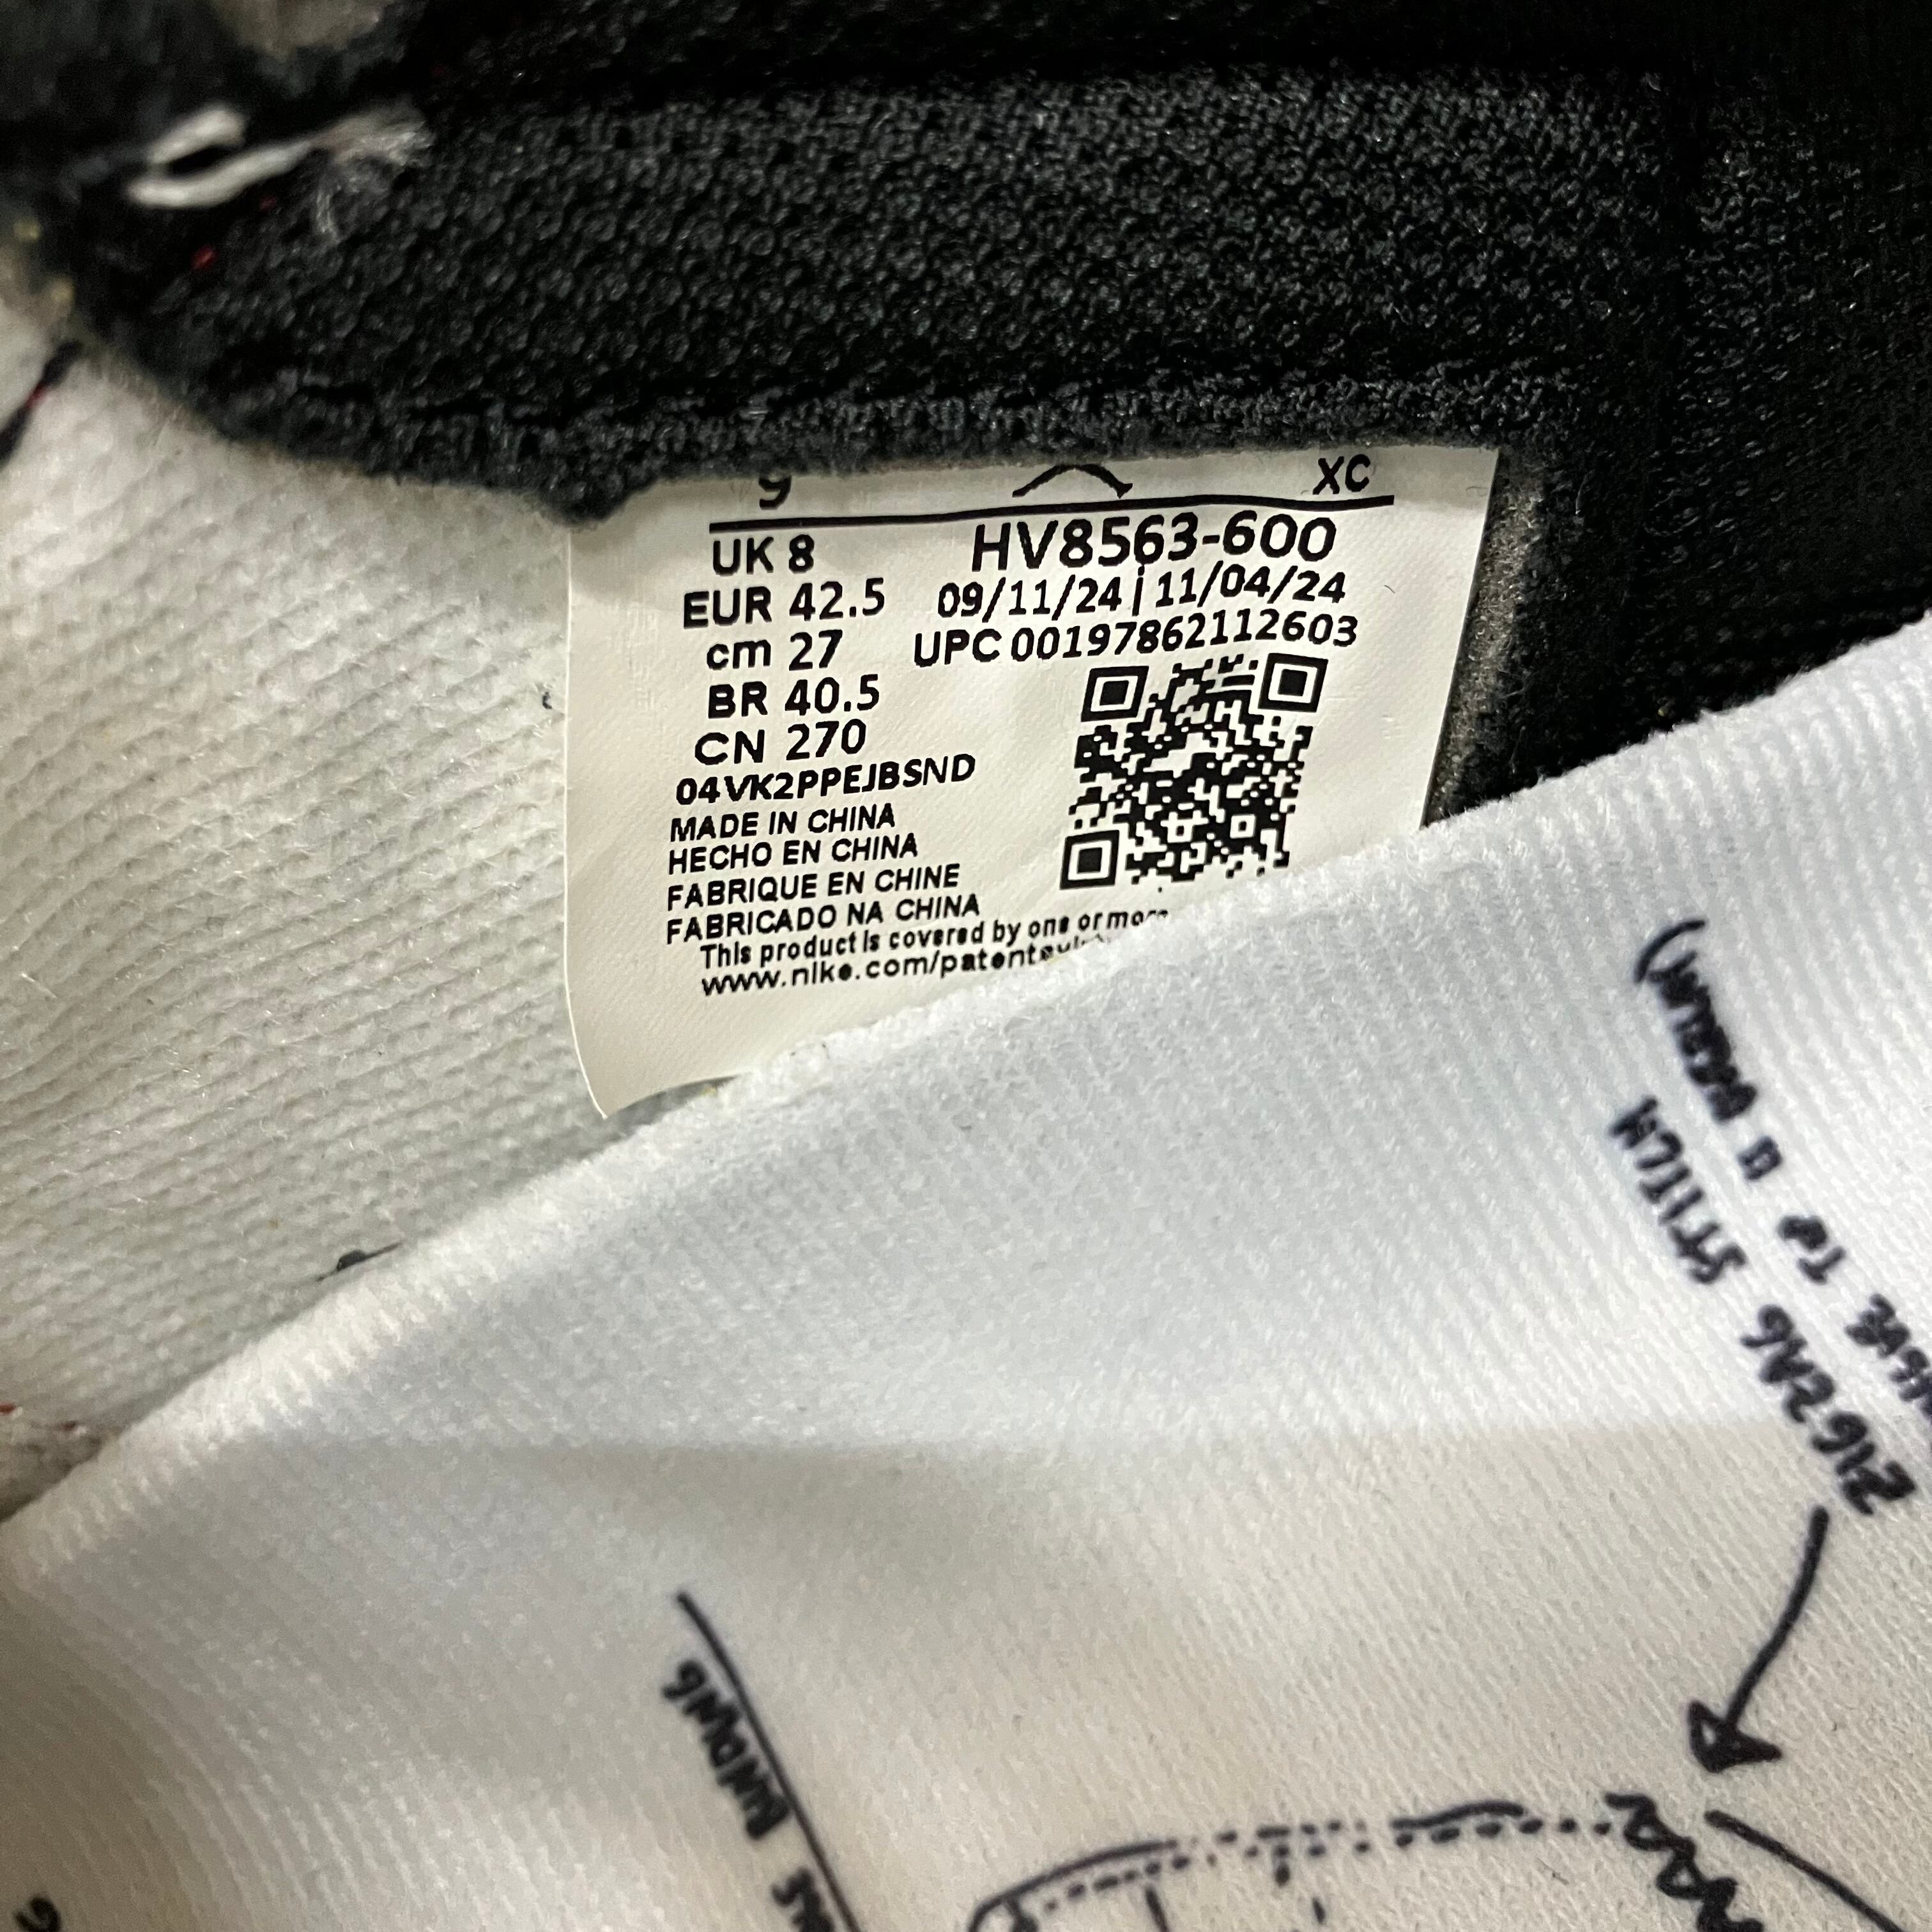 9 XC
UK 8 HV8563-600
EUR 42.5 09/11/24 | 11/04/24
cm 27 UPC 00197862112603
BR 40.5
CN 270
04VK2PPEJBSND
MADE IN CHINA
HECHO EN CHINA
FABRIQUE EN CHINE
FABRICADO NA CHINA
This product is covered by one or more
www.nike.com/patents
TO
ZIGZAG STITCH